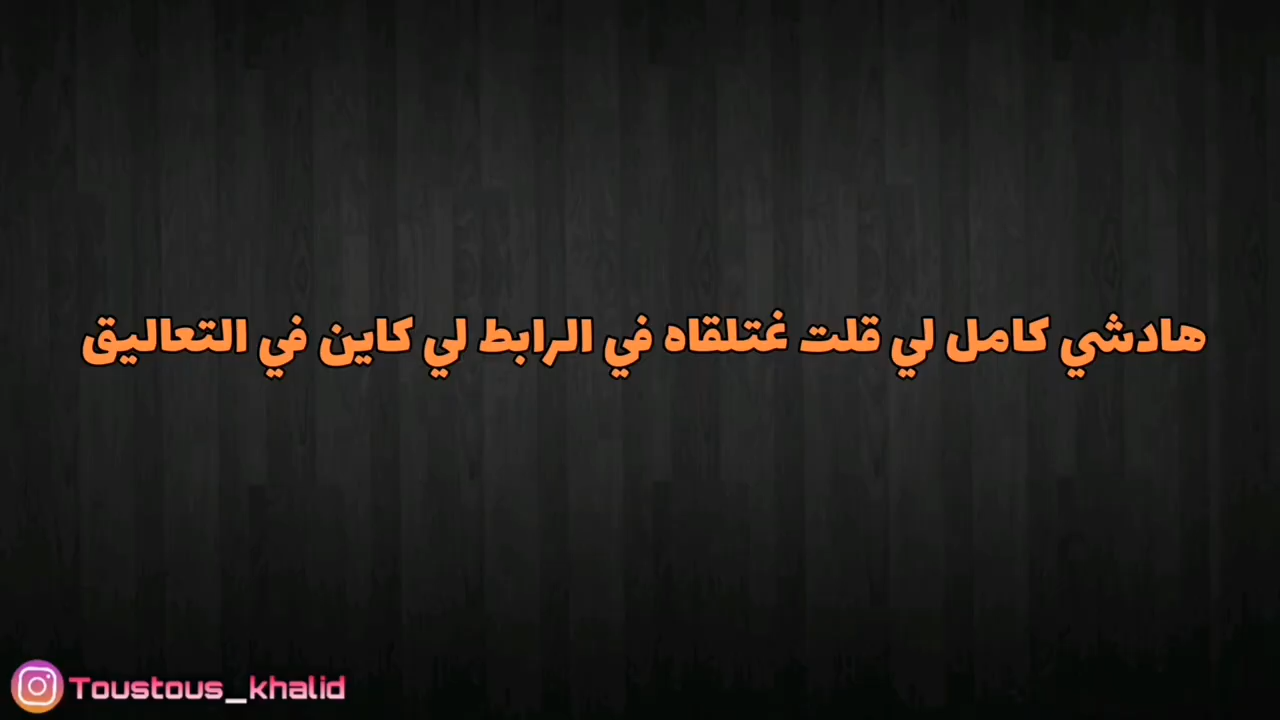 هادشي كامل لي قلت غتلقاه في الرابط لي كاين في التعاليق
Toustous_khalid